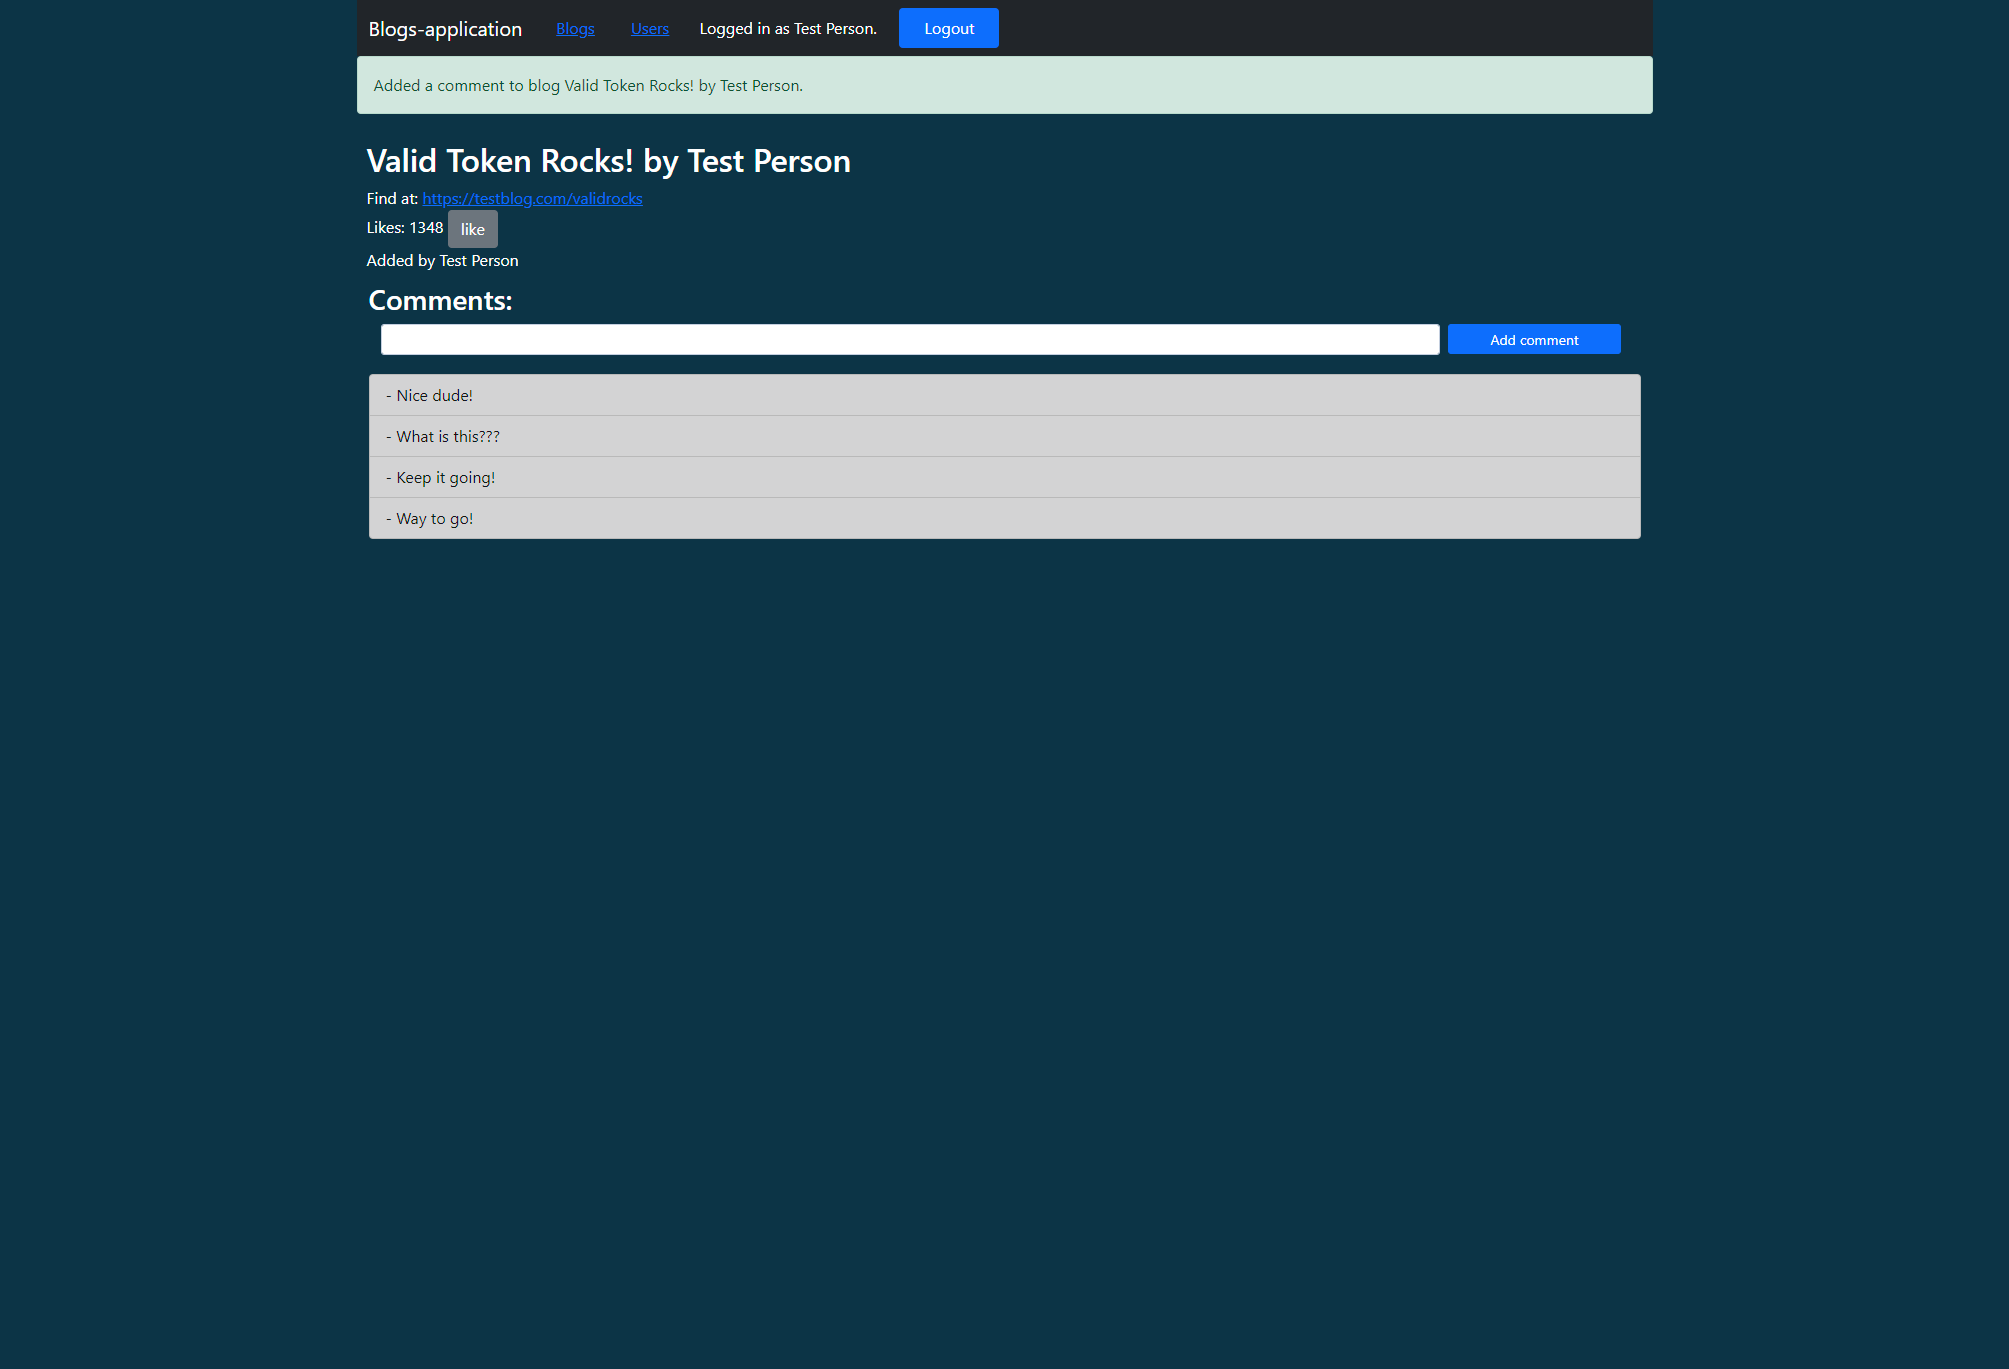 Blogs-application Blogs Users Logged in as Test Person. Logout
Added a comment to blog Valid Token Rocks! by Test Person.
Valid Token Rocks! by Test Person
Find at: https://testblog.com/validrocks
Likes: 1348 like
Added by Test Person
Comments:
Add comment
- Nice dude!
- What is this???
- Keep it going!
- Way to go!